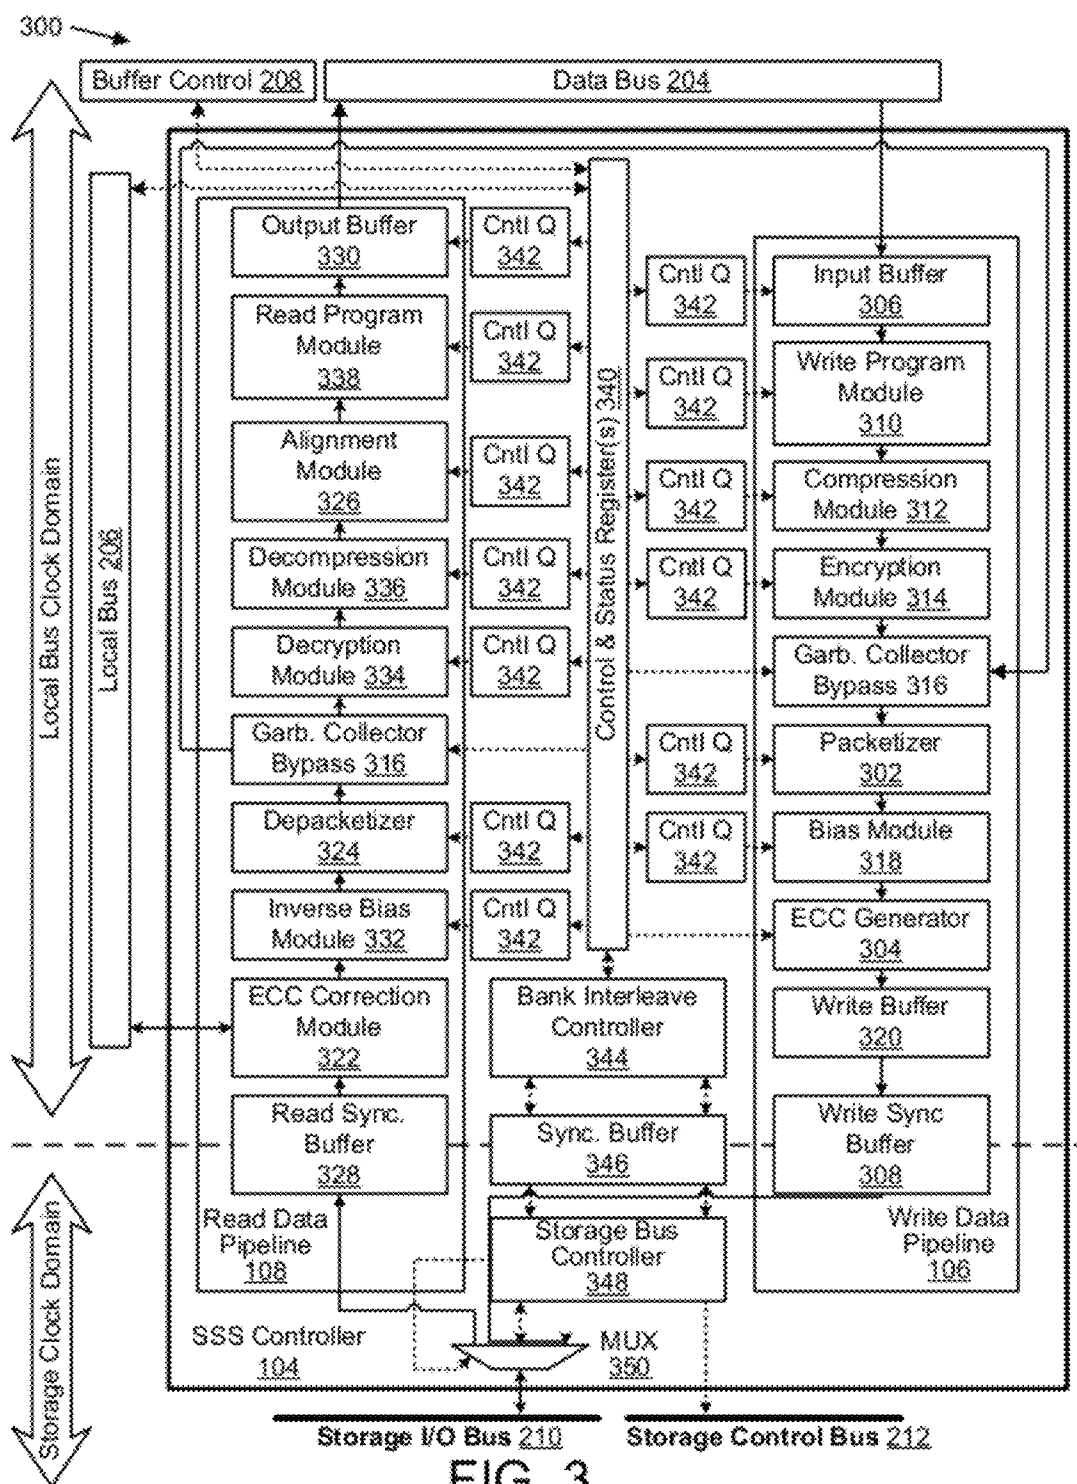 300
Buffer Control 208
Data Bus 204
Local Bus Clock Domain
Local Bus 206
Output Buffer
330
Read Program
Module
338
Alignment
Module
326
Decompression
Module 336
Decryption
Module 334
Garb. Collector
Bypass 316
Depacketizer
324
Inverse Bias
Module 332
ECC Correction
Module
322
Read Sync.
Buffer
328
Read Data
Pipeline
108
Cntl Q
342
Cntl Q
342
Cntl Q
342
Cntl Q
342
Cntl Q
342
Cntl Q
342
Cntl Q
342
Control & Status Register(s) 340
Cntl Q
342
Cntl Q
342
Cntl Q
342
Cntl Q
342
Cntl Q
342
Cntl Q
342
Input Buffer
306
Write Program
Module
310
Compression
Module 312
Encryption
Module 314
Garb. Collector
Bypass 316
Packetizer
302
Bias Module
318
ECC Generator
304
Write Buffer
320
Write Sync
Buffer
308
Write Data
Pipeline
106
Bank Interleave
Controller
344
Sync. Buffer
346
Storage Bus
Controller
348
Storage Clock Domain
SSS Controller
104
MUX
350
Storage I/O Bus 210
Storage Control Bus 212
FIG. 3